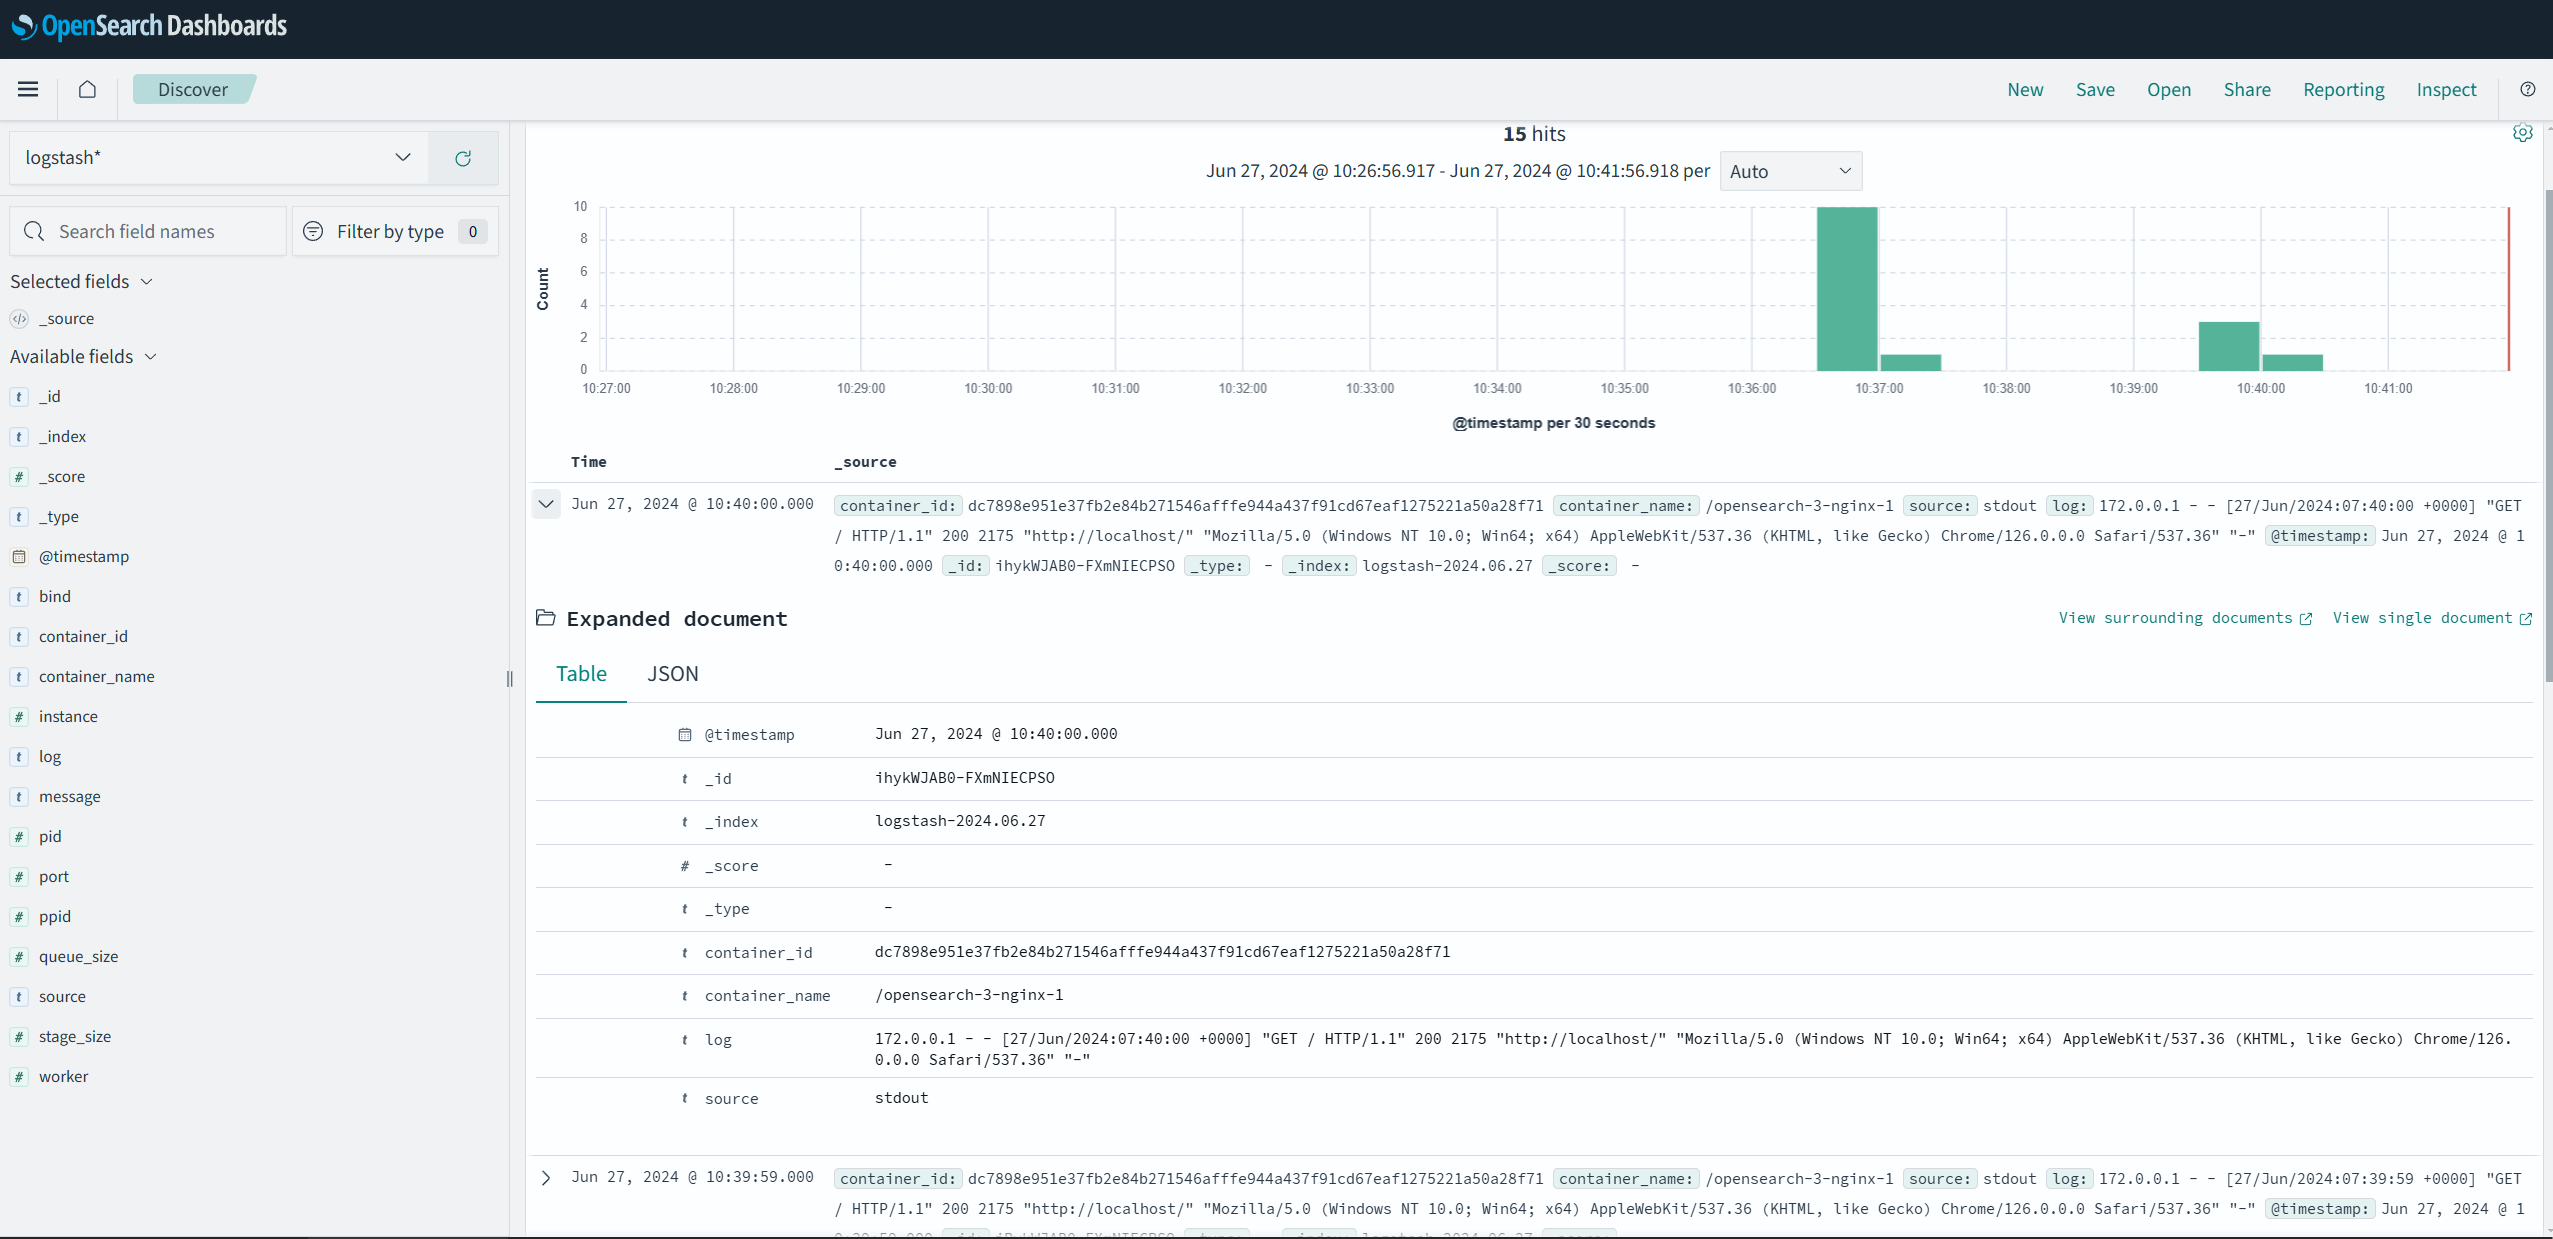 OpenSearch Dashboards
Discover
New Save Open Share Reporting Inspect
logstash*
Search field names
Filter by type 0
Selected fields
_source
Available fields
_id
_index
_score
_type
@timestamp
bind
container_id
container_name
instance
log
message
pid
port
ppid
queue_size
source
stage_size
worker
15 hits
Jun 27, 2024 @ 10:26:56.917 - Jun 27, 2024 @ 10:41:56.918 per Auto
Count
10
8
6
4
2
0
10:27:00 10:28:00 10:29:00 10:30:00 10:31:00 10:32:00 10:33:00 10:34:00 10:35:00 10:36:00 10:37:00 10:38:00 10:39:00 10:40:00 10:41:00
@timestamp per 30 seconds
Time _source
Jun 27, 2024 @ 10:40:00.000 container_id: dc7898e951e37fb2e84b271546afffe944a437f91cd67eaf1275221a50a28f71 container_name: /opensearch-3-nginx-1 source: stdout log: 172.0.0.1 - - [27/Jun/2024:07:40:00 +0000] "GET
/ HTTP/1.1" 200 2175 "http://localhost/" "Mozilla/5.0 (Windows NT 10.0; Win64; x64) AppleWebKit/537.36 (KHTML, like Gecko) Chrome/126.0.0.0 Safari/537.36" "-" @timestamp: Jun 27, 2024 @ 1
0:40:00.000 _id: ihykWJAB0-FXmNIECPSO _type: - _index: logstash-2024.06.27 _score: -
Expanded document
View surrounding documents View single document
Table JSON
@timestamp Jun 27, 2024 @ 10:40:00.000
t _id ihykWJAB0-FXmNIECPSO
t _index logstash-2024.06.27
# _score -
t _type -
t container_id dc7898e951e37fb2e84b271546afffe944a437f91cd67eaf1275221a50a28f71
t container_name /opensearch-3-nginx-1
t log 172.0.0.1 - - [27/Jun/2024:07:40:00 +0000] "GET / HTTP/1.1" 200 2175 "http://localhost/" "Mozilla/5.0 (Windows NT 10.0; Win64; x64) AppleWebKit/537.36 (KHTML, like Gecko) Chrome/126.
0.0.0 Safari/537.36" "-"
t source stdout
Jun 27, 2024 @ 10:39:59.000 container_id: dc7898e951e37fb2e84b271546afffe944a437f91cd67eaf1275221a50a28f71 container_name: /opensearch-3-nginx-1 source: stdout log: 172.0.0.1 - - [27/Jun/2024:07:39:59 +0000] "GET
/ HTTP/1.1" 200 2175 "http://localhost/" "Mozilla/5.0 (Windows NT 10.0; Win64; x64) AppleWebKit/537.36 (KHTML, like Gecko) Chrome/126.0.0.0 Safari/537.36" "-" @timestamp: Jun 27, 2024 @ 1